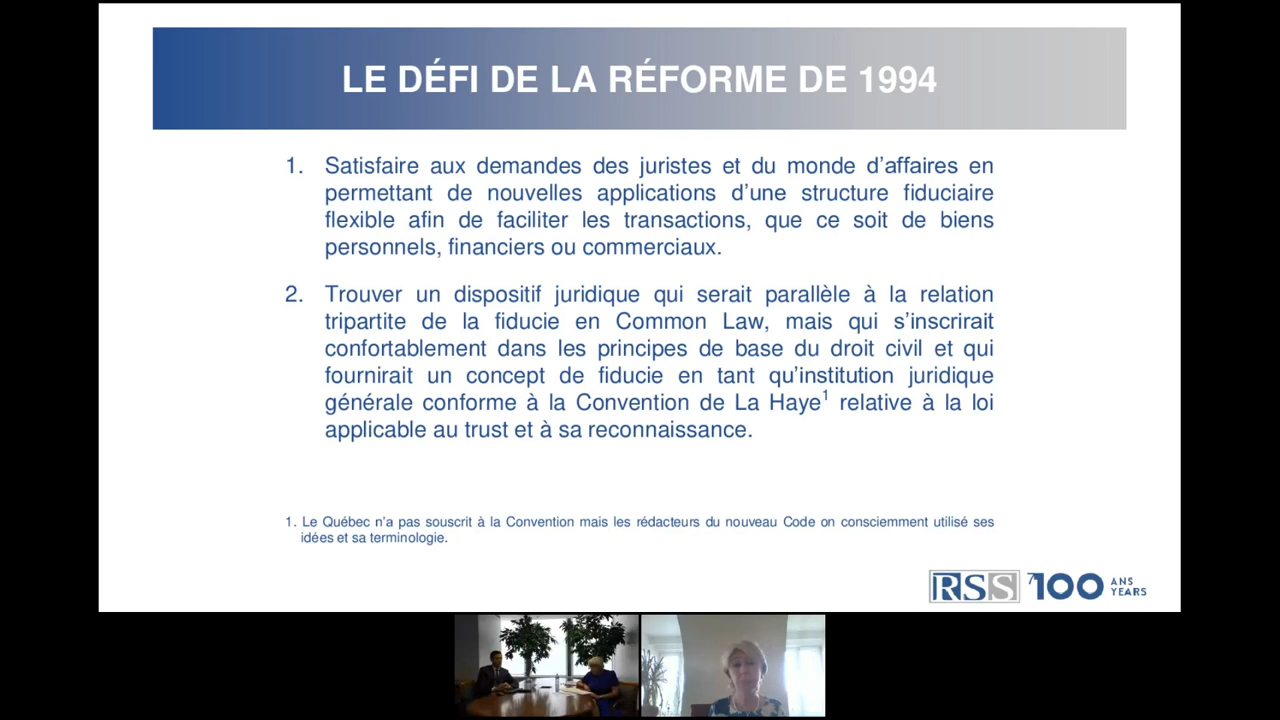 LE DÉFI DE LA RÉFORME DE 1994
1. Satisfaire aux demandes des juristes et du monde d’affaires en
permettant de nouvelles applications d’une structure fiduciaire
flexible afin de faciliter les transactions, que ce soit de biens
personnels, financiers ou commerciaux.
2. Trouver un dispositif juridique qui serait parallèle à la relation
tripartite de la fiducie en Common Law, mais qui s’inscrirait
confortablement dans les principes de base du droit civil et qui
fournirait un concept de fiducie en tant qu’institution juridique
générale conforme à la Convention de La Haye¹ relative à la loi
applicable au trust et à sa reconnaissance.
1. Le Québec n’a pas souscrit à la Convention mais les rédacteurs du nouveau Code on consciemment utilisé ses
idées et sa terminologie.
RSS 100 ANS
YEARS